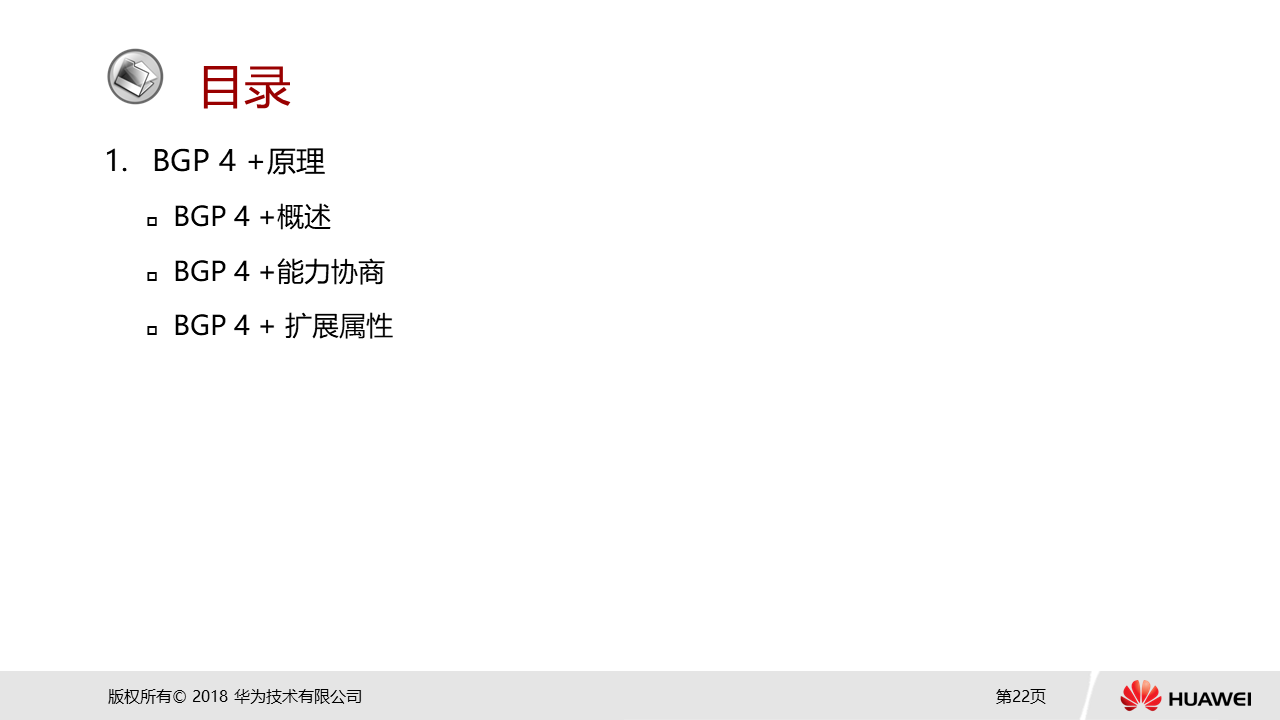 目录
1. BGP 4 +原理
BGP 4 +概述
BGP 4 +能力协商
BGP 4 + 扩展属性
版权所有© 2018 华为技术有限公司
第22页
HUAWEI